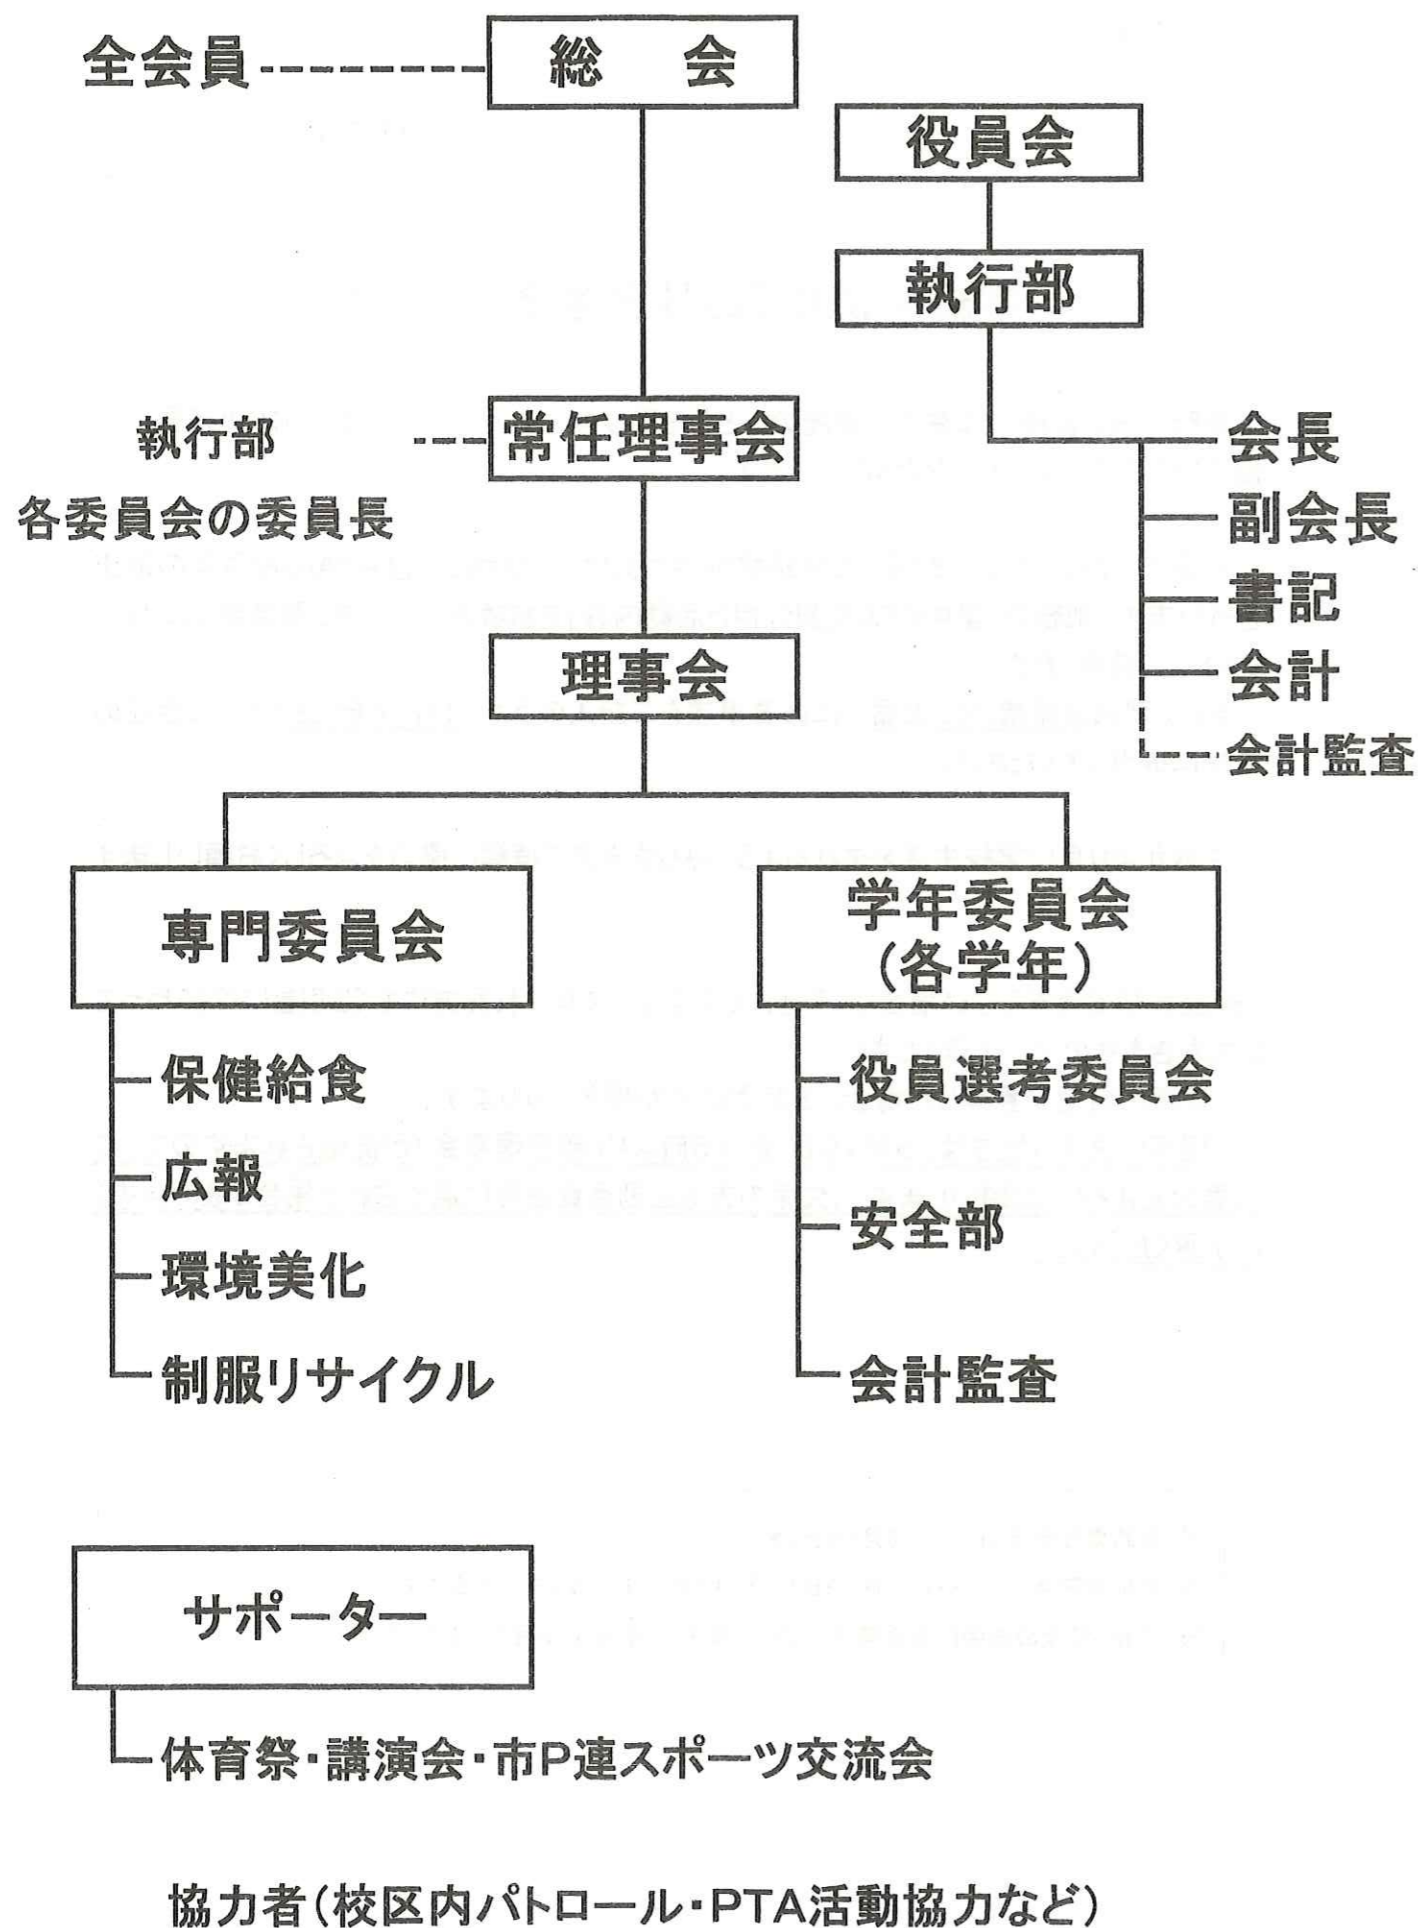 全会員
総　会
役員会
執行部
執行部
常任理事会
各委員会の委員長
会長
副会長
書記
会計
会計監査
理事会
専門委員会
学年委員会
(各学年)
保健給食
広報
環境美化
制服リサイクル
役員選考委員会
安全部
会計監査
サポーター
体育祭・講演会・市P連スポーツ交流会
協力者(校区内パトロール・PTA活動協力など)